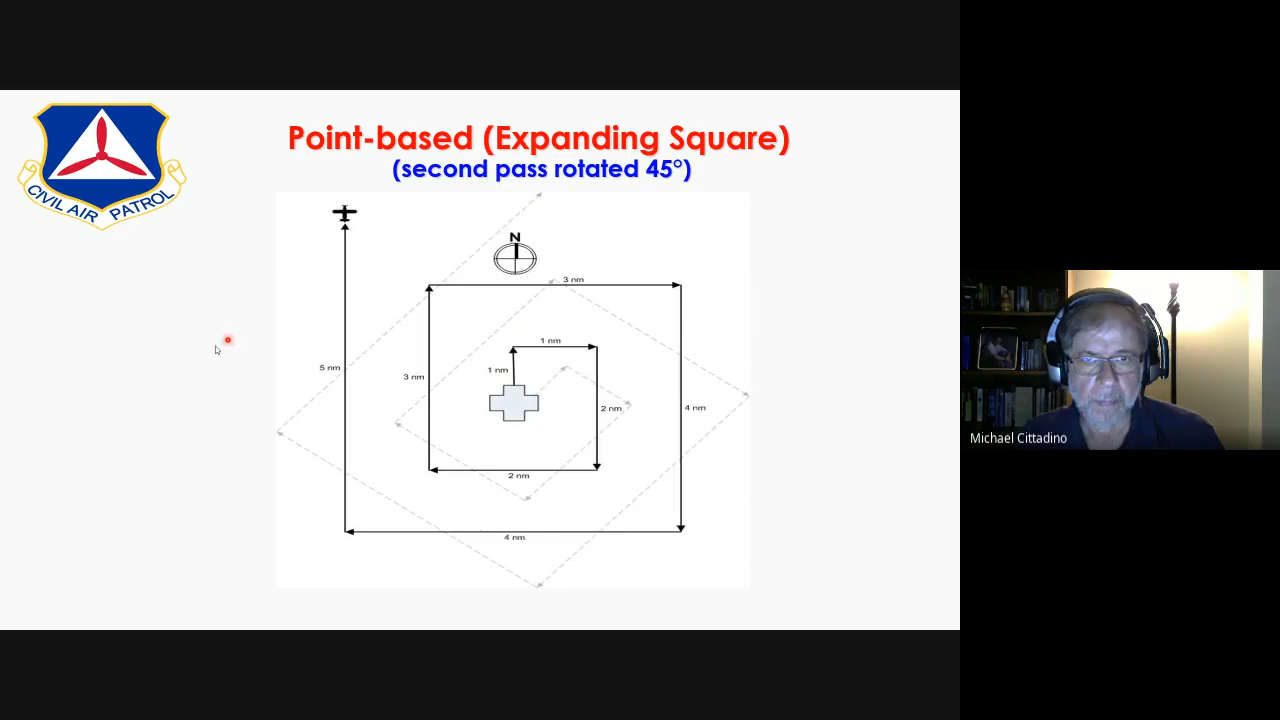 CIVIL AIR PATROL
Point-based (Expanding Square)
(second pass rotated 45°)
N
3 nm
1 nm
5 nm
1 nm
3 nm
2 nm
4 nm
2 nm
4 nm
Michael Cittadino